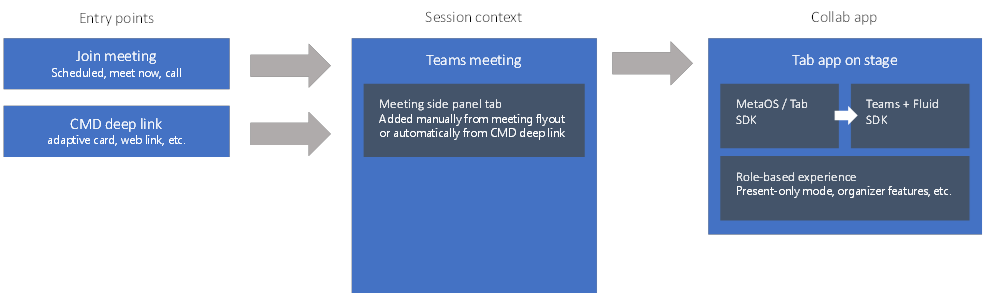 Entry points
Session context
Collab app
Join meeting
Scheduled, meet now, call
CMD deep link
adaptive card, web link, etc.
Teams meeting
Meeting side panel tab
Added manually from meeting flyout
or automatically from CMD deep link
Tab app on stage
MetaOS / Tab
SDK
Teams + Fluid
SDK
Role-based experience
Present-only mode, organizer features, etc.